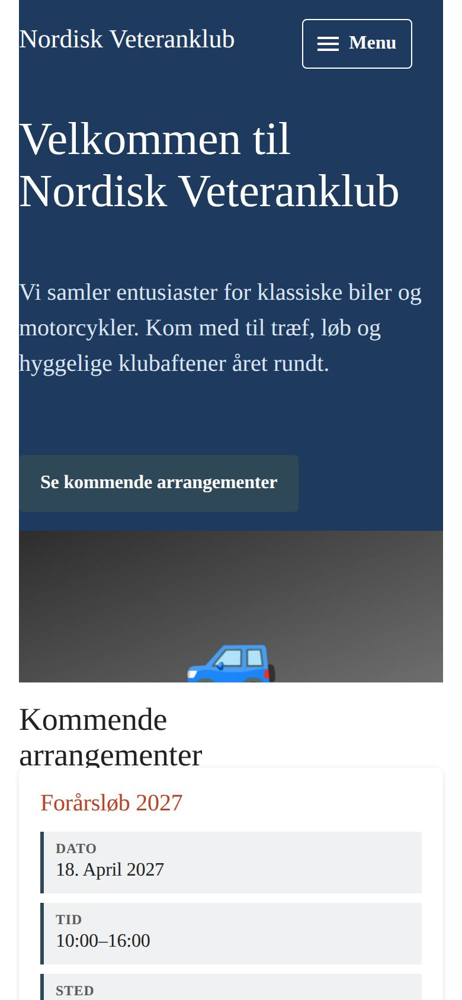 Nordisk Veteranklub
Menu
Velkommen til
Nordisk Veteranklub
Vi samler entusiaster for klassiske biler og
motorcykler. Kom med til træf, løb og
hyggelige klubaftener året rundt.
Se kommende arrangementer
Kommende
arrangementer
Forårsløb 2027
DATO
18. April 2027
TID
10:00–16:00
STED